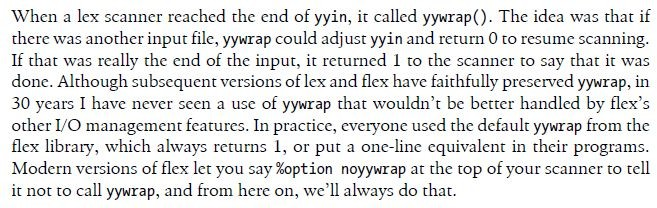 When a lex scanner reached the end of yyin, it called yywrap(). The idea was that if
there was another input file, yywrap could adjust yyin and return 0 to resume scanning.
If that was really the end of the input, it returned 1 to the scanner to say that it was
done. Although subsequent versions of lex and flex have faithfully preserved yywrap, in
30 years I have never seen a use of yywrap that wouldn't be better handled by flex's
other I/O management features. In practice, everyone used the default yywrap from the
flex library, which always returns 1, or put a one-line equivalent in their programs.
Modern versions of flex let you say %option noyywrap at the top of your scanner to tell
it not to call yywrap, and from here on, we'll always do that.